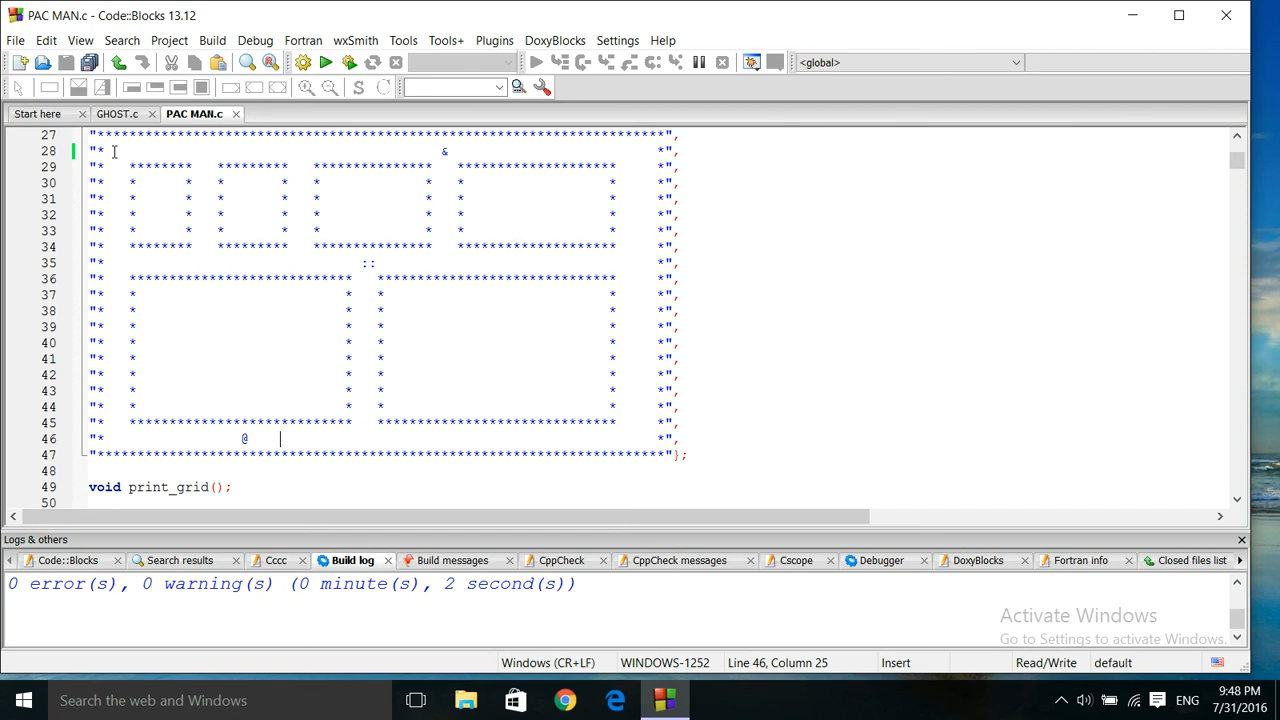 PAC MAN.c - Code::Blocks 13.12
File Edit View Search Project Build Debug Fortran wxSmith Tools Tools+ Plugins DoxyBlocks Settings Help
<global>
Start here GHOST.c PAC MAN.c
27 "***********************************************************************",
28 "*                                          &                          *",
29 "*   ********   *********   ***************   ********************     *",
30 "*   *      *   *       *   *             *   *                  *     *",
31 "*   *      *   *       *   *             *   *                  *     *",
32 "*   *      *   *       *   *             *   *                  *     *",
33 "*   *      *   *       *   *             *   *                  *     *",
34 "*   ********   *********   ***************   ********************     *",
35 "*                                ::                                   *",
36 "*   ****************************   ******************************     *",
37 "*   *                          *   *                            *     *",
38 "*   *                          *   *                            *     *",
39 "*   *                          *   *                            *     *",
40 "*   *                          *   *                            *     *",
41 "*   *                          *   *                            *     *",
42 "*   *                          *   *                            *     *",
43 "*   *                          *   *                            *     *",
44 "*   *                          *   *                            *     *",
45 "*   ****************************   ******************************     *",
46 "*                 @                                                   *",
47 "***********************************************************************"};
48
49 void print_grid();
50
Logs & others
Code::Blocks Search results Cccc Build log Build messages CppCheck CppCheck messages Cscope Debugger DoxyBlocks Fortran info Closed files list
0 error(s), 0 warning(s) (0 minute(s), 2 second(s))
Activate Windows
Go to Settings to activate Windows.
Windows (CR+LF) WINDOWS-1252 Line 46, Column 25 Insert Read/Write default
Search the web and Windows
ENG
9:48 PM
7/31/2016